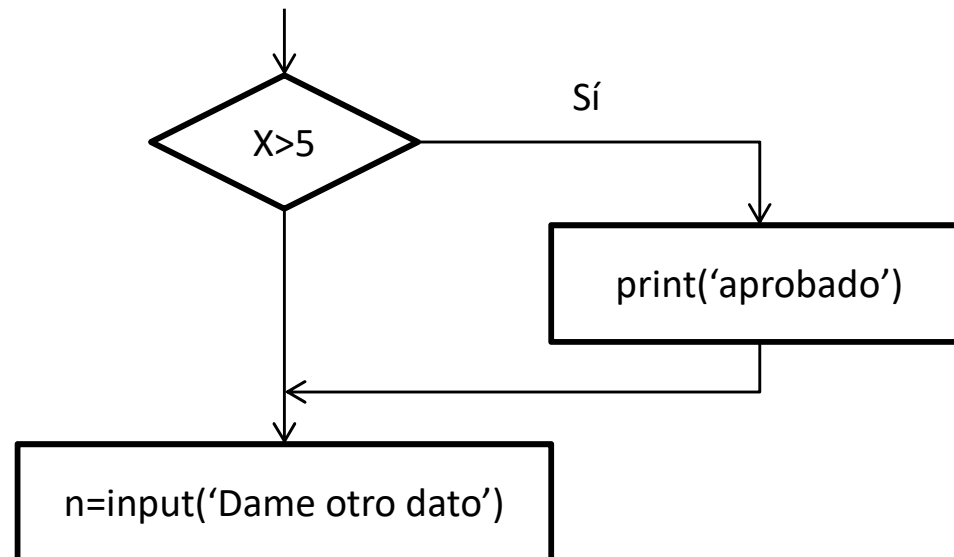 Sí
X>5
print(‘aprobado’)
n=input(‘Dame otro dato’)